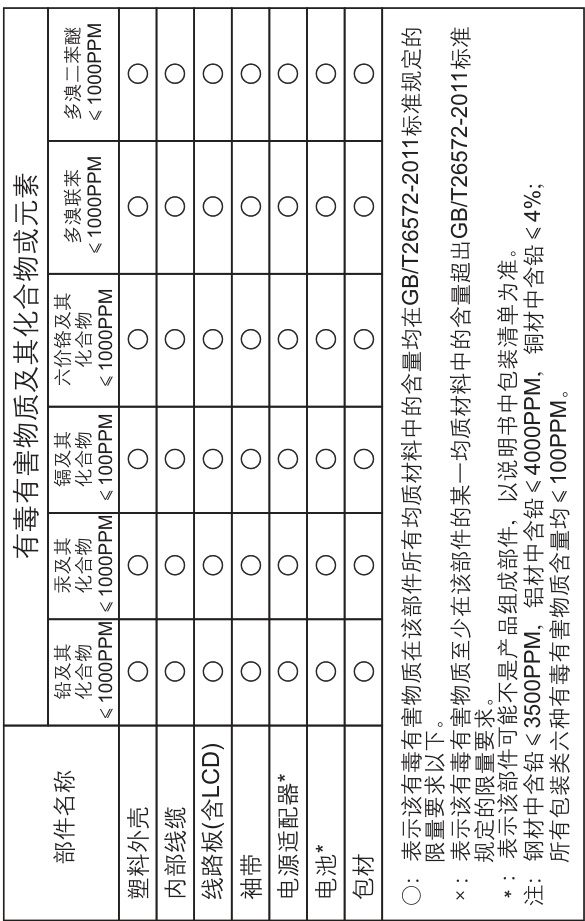 部件名称
有毒有害物质及其化合物或元素
铅及其
化合物
≤1000PPM
汞及其
化合物
≤1000PPM
镉及其
化合物
≤100PPM
六价铬及其
化合物
≤1000PPM
多溴联苯
≤1000PPM
多溴二苯醚
≤1000PPM
塑料外壳 ○ ○ ○ ○ ○ ○
内部线缆 ○ ○ ○ ○ ○ ○
线路板(含LCD) ○ ○ ○ ○ ○ ○
袖带 ○ ○ ○ ○ ○ ○
电源适配器* ○ ○ ○ ○ ○ ○
电池* ○ ○ ○ ○ ○ ○
包材 ○ ○ ○ ○ ○ ○
○：表示该有毒有害物质在该部件所有均质材料中的含量均在GB/T26572-2011标准规定的
限量要求以下。
×：表示该有毒有害物质至少在该部件的某一均质材料中的含量超出GB/T26572-2011标准
规定的限量要求。
*：表示该部件可能不是产品组成部件，以说明书中包装清单为准。
注：钢材中含铅≤3500PPM，铝材中含铅≤4000PPM，铜材中含铅≤4%;
所有包装类六种有毒有害物质含量均≤100PPM。